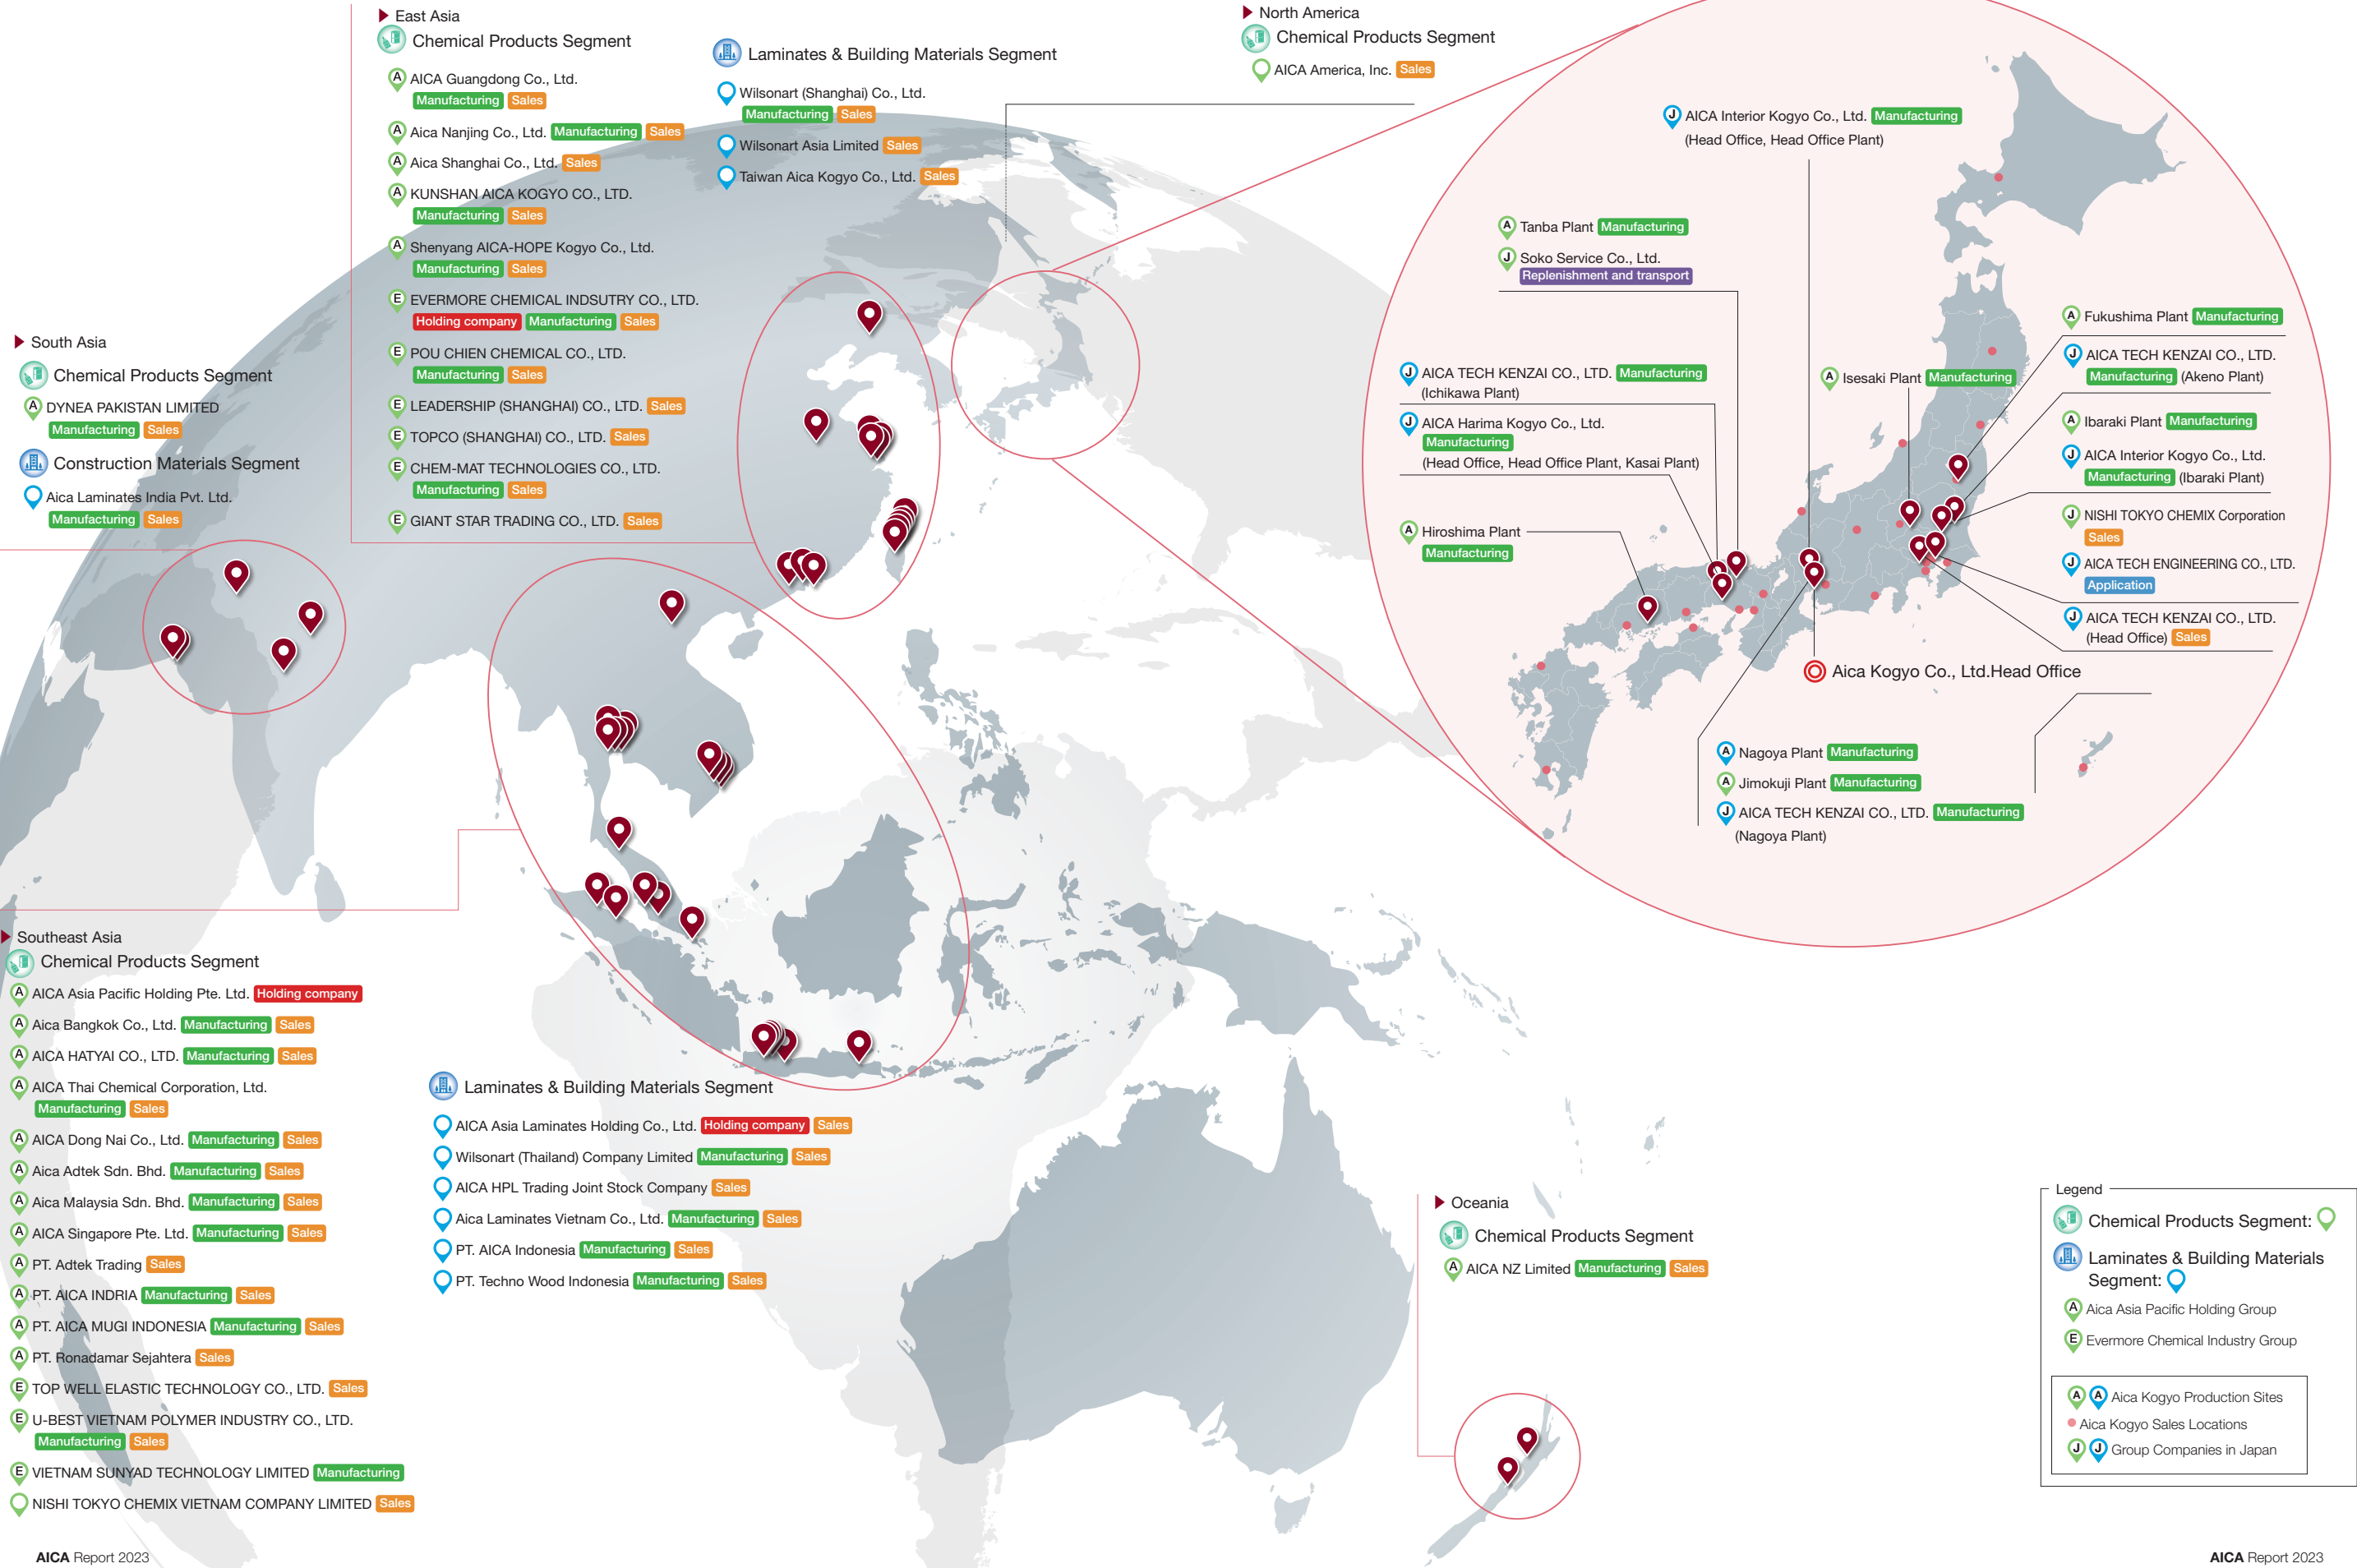 East Asia
Chemical Products Segment
A AICA Guangdong Co., Ltd.
Manufacturing Sales
A Aica Nanjing Co., Ltd. Manufacturing Sales
A Aica Shanghai Co., Ltd. Sales
A KUNSHAN AICA KOGYO CO., LTD.
Manufacturing Sales
A Shenyang AICA-HOPE Kogyo Co., Ltd.
Manufacturing Sales
E EVERMORE CHEMICAL INDSUTRY CO., LTD.
Holding company Manufacturing Sales
E POU CHIEN CHEMICAL CO., LTD.
Manufacturing Sales
E LEADERSHIP (SHANGHAI) CO., LTD. Sales
E TOPCO (SHANGHAI) CO., LTD. Sales
E CHEM-MAT TECHNOLOGIES CO., LTD.
Manufacturing Sales
E GIANT STAR TRADING CO., LTD. Sales
Laminates & Building Materials Segment
Wilsonart (Shanghai) Co., Ltd.
Manufacturing Sales
Wilsonart Asia Limited Sales
Taiwan Aica Kogyo Co., Ltd. Sales
North America
Chemical Products Segment
AICA America, Inc. Sales
South Asia
Chemical Products Segment
A DYNEA PAKISTAN LIMITED
Manufacturing Sales
Construction Materials Segment
Aica Laminates India Pvt. Ltd.
Manufacturing Sales
J AICA Interior Kogyo Co., Ltd. Manufacturing
(Head Office, Head Office Plant)
A Tanba Plant Manufacturing
J Soko Service Co., Ltd.
Replenishment and transport
J AICA TECH KENZAI CO., LTD. Manufacturing
(Ichikawa Plant)
J AICA Harima Kogyo Co., Ltd.
Manufacturing
(Head Office, Head Office Plant, Kasai Plant)
A Hiroshima Plant
Manufacturing
A Isesaki Plant Manufacturing
A Fukushima Plant Manufacturing
J AICA TECH KENZAI CO., LTD.
Manufacturing (Akeno Plant)
A Ibaraki Plant Manufacturing
J AICA Interior Kogyo Co., Ltd.
Manufacturing (Ibaraki Plant)
J NISHI TOKYO CHEMIX Corporation
Sales
J AICA TECH ENGINEERING CO., LTD.
Application
J AICA TECH KENZAI CO., LTD.
(Head Office) Sales
Aica Kogyo Co., Ltd.Head Office
A Nagoya Plant Manufacturing
A Jimokuji Plant Manufacturing
J AICA TECH KENZAI CO., LTD. Manufacturing
(Nagoya Plant)
Southeast Asia
Chemical Products Segment
A AICA Asia Pacific Holding Pte. Ltd. Holding company
A Aica Bangkok Co., Ltd. Manufacturing Sales
A AICA HATYAI CO., LTD. Manufacturing Sales
A AICA Thai Chemical Corporation, Ltd.
Manufacturing Sales
A AICA Dong Nai Co., Ltd. Manufacturing Sales
A Aica Adtek Sdn. Bhd. Manufacturing Sales
A Aica Malaysia Sdn. Bhd. Manufacturing Sales
A AICA Singapore Pte. Ltd. Manufacturing Sales
A PT. Adtek Trading Sales
A PT. AICA INDRIA Manufacturing Sales
A PT. AICA MUGI INDONESIA Manufacturing Sales
A PT. Ronadamar Sejahtera Sales
E TOP WELL ELASTIC TECHNOLOGY CO., LTD. Sales
E U-BEST VIETNAM POLYMER INDUSTRY CO., LTD.
Manufacturing Sales
E VIETNAM SUNYAD TECHNOLOGY LIMITED Manufacturing
NISHI TOKYO CHEMIX VIETNAM COMPANY LIMITED Sales
Laminates & Building Materials Segment
AICA Asia Laminates Holding Co., Ltd. Holding company Sales
Wilsonart (Thailand) Company Limited Manufacturing Sales
AICA HPL Trading Joint Stock Company Sales
Aica Laminates Vietnam Co., Ltd. Manufacturing Sales
PT. AICA Indonesia Manufacturing Sales
PT. Techno Wood Indonesia Manufacturing Sales
Oceania
Chemical Products Segment
A AICA NZ Limited Manufacturing Sales
Legend
Chemical Products Segment:
Laminates & Building Materials
Segment:
A Aica Asia Pacific Holding Group
E Evermore Chemical Industry Group
A A Aica Kogyo Production Sites
Aica Kogyo Sales Locations
J J Group Companies in Japan
AICA Report 2023
AICA Report 2023